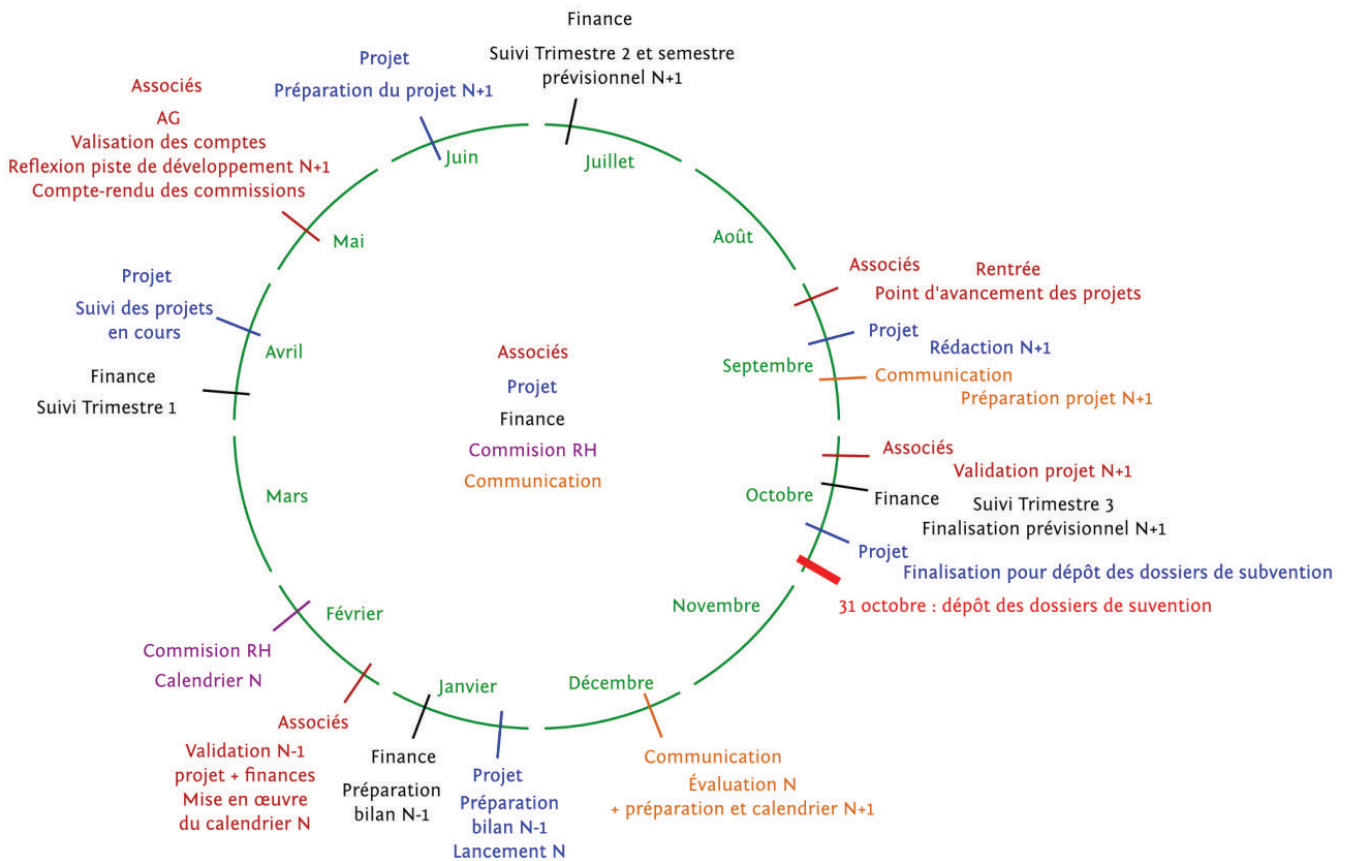 Finance
Suivi Trimestre 2 et semestre
prévisionnel N+1
Projet
Préparation du projet N+1
Associés
AG
Valisation des comptes
Reflexion piste de développement N+1
Compte-rendu des commissions
Juin
Juillet
Mai
Août
Projet
Suivi des projets
en cours
Avril
Finance
Suivi Trimestre 1
Associés
Rentrée
Point d'avancement des projets
Projet
Rédaction N+1
Septembre
Communication
Préparation projet N+1
Associés
Projet
Finance
Commision RH
Communication
Associés
Validation projet N+1
Octobre
Finance
Suivi Trimestre 3
Finalisation prévisionnel N+1
Projet
Finalisation pour dépôt des dossiers de subvention
31 octobre : dépôt des dossiers de suvention
Mars
Novembre
Février
Commision RH
Calendrier N
Janvier
Décembre
Associés
Validation N-1
projet + finances
Mise en œuvre
du calendrier N
Finance
Préparation
bilan N-1
Projet
Préparation
bilan N-1
Lancement N
Communication
Évaluation N
+ préparation et calendrier N+1